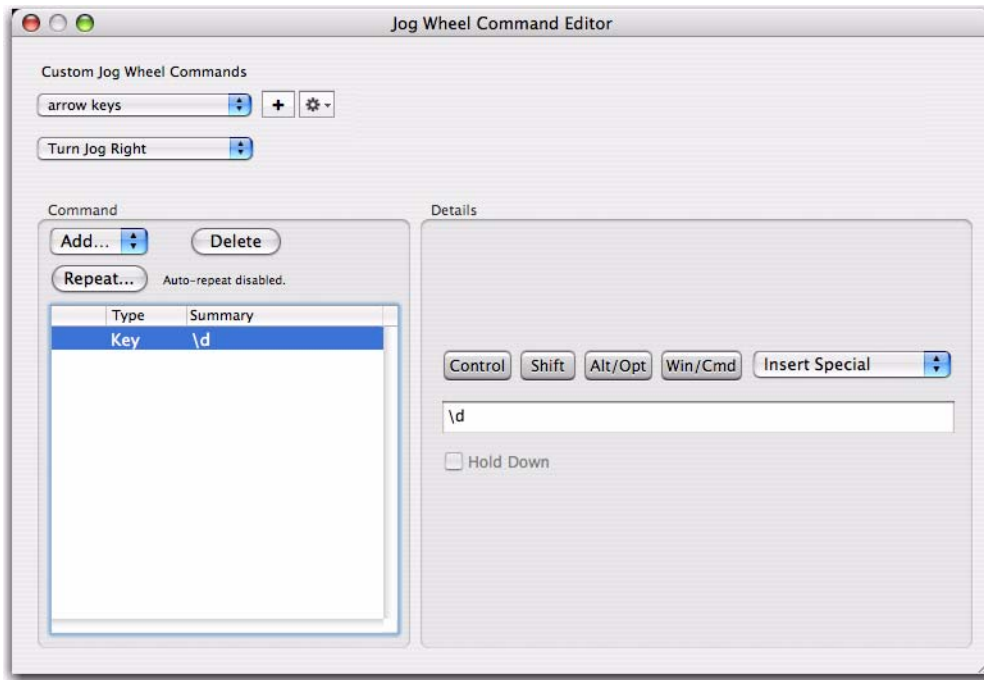 Jog Wheel Command Editor
Custom Jog Wheel Commands
arrow keys +
Turn Jog Right
Command Details
Add... Delete
Repeat... Auto-repeat disabled.
Type Summary
Key \d
Control Shift Alt/Opt Win/Cmd Insert Special
\d
Hold Down